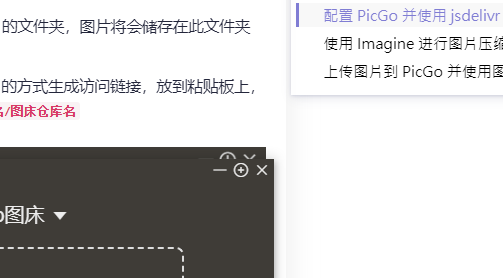 的文件夹，图片将会储存在此文件夹
的方式生成访问链接，放到粘贴板上，
/图床仓库名
图床
配置 PicGo 并使用 jsdelivr
使用 Imagine 进行图片压缩
上传图片到 PicGo 并使用图